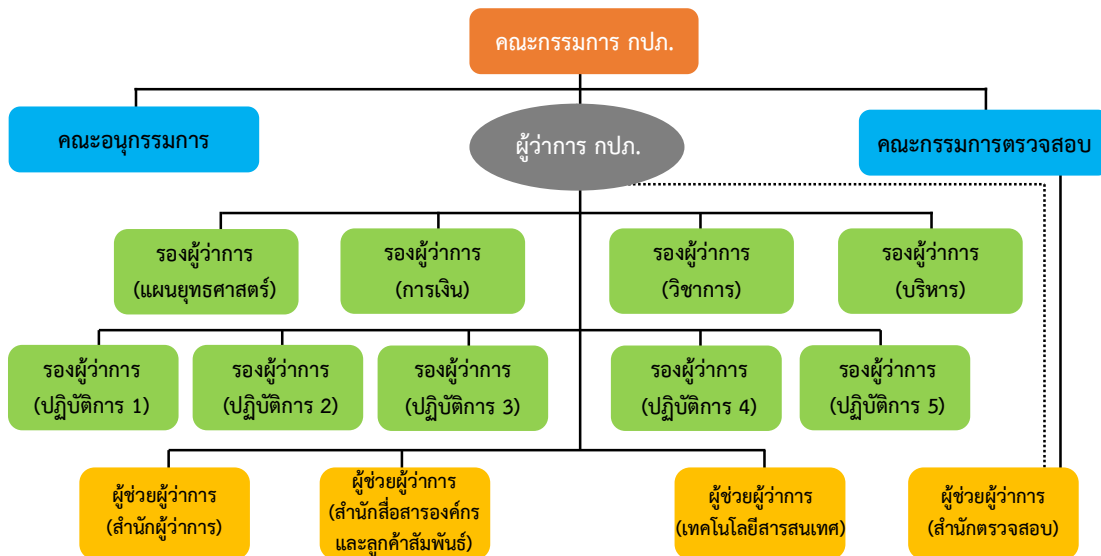 คณะกรรมการ กปภ.
คณะอนุกรรมการ
ผู้ว่าการ กปภ.
คณะกรรมการตรวจสอบ
รองผู้ว่าการ
(แผนยุทธศาสตร์)
รองผู้ว่าการ
(การเงิน)
รองผู้ว่าการ
(วิชาการ)
รองผู้ว่าการ
(บริหาร)
รองผู้ว่าการ
(ปฏิบัติการ 1)
รองผู้ว่าการ
(ปฏิบัติการ 2)
รองผู้ว่าการ
(ปฏิบัติการ 3)
รองผู้ว่าการ
(ปฏิบัติการ 4)
รองผู้ว่าการ
(ปฏิบัติการ 5)
ผู้ช่วยผู้ว่าการ
(สำนักผู้ว่าการ)
ผู้ช่วยผู้ว่าการ
(สำนักสื่อสารองค์กร
และลูกค้าสัมพันธ์)
ผู้ช่วยผู้ว่าการ
(เทคโนโลยีสารสนเทศ)
ผู้ช่วยผู้ว่าการ
(สำนักตรวจสอบ)